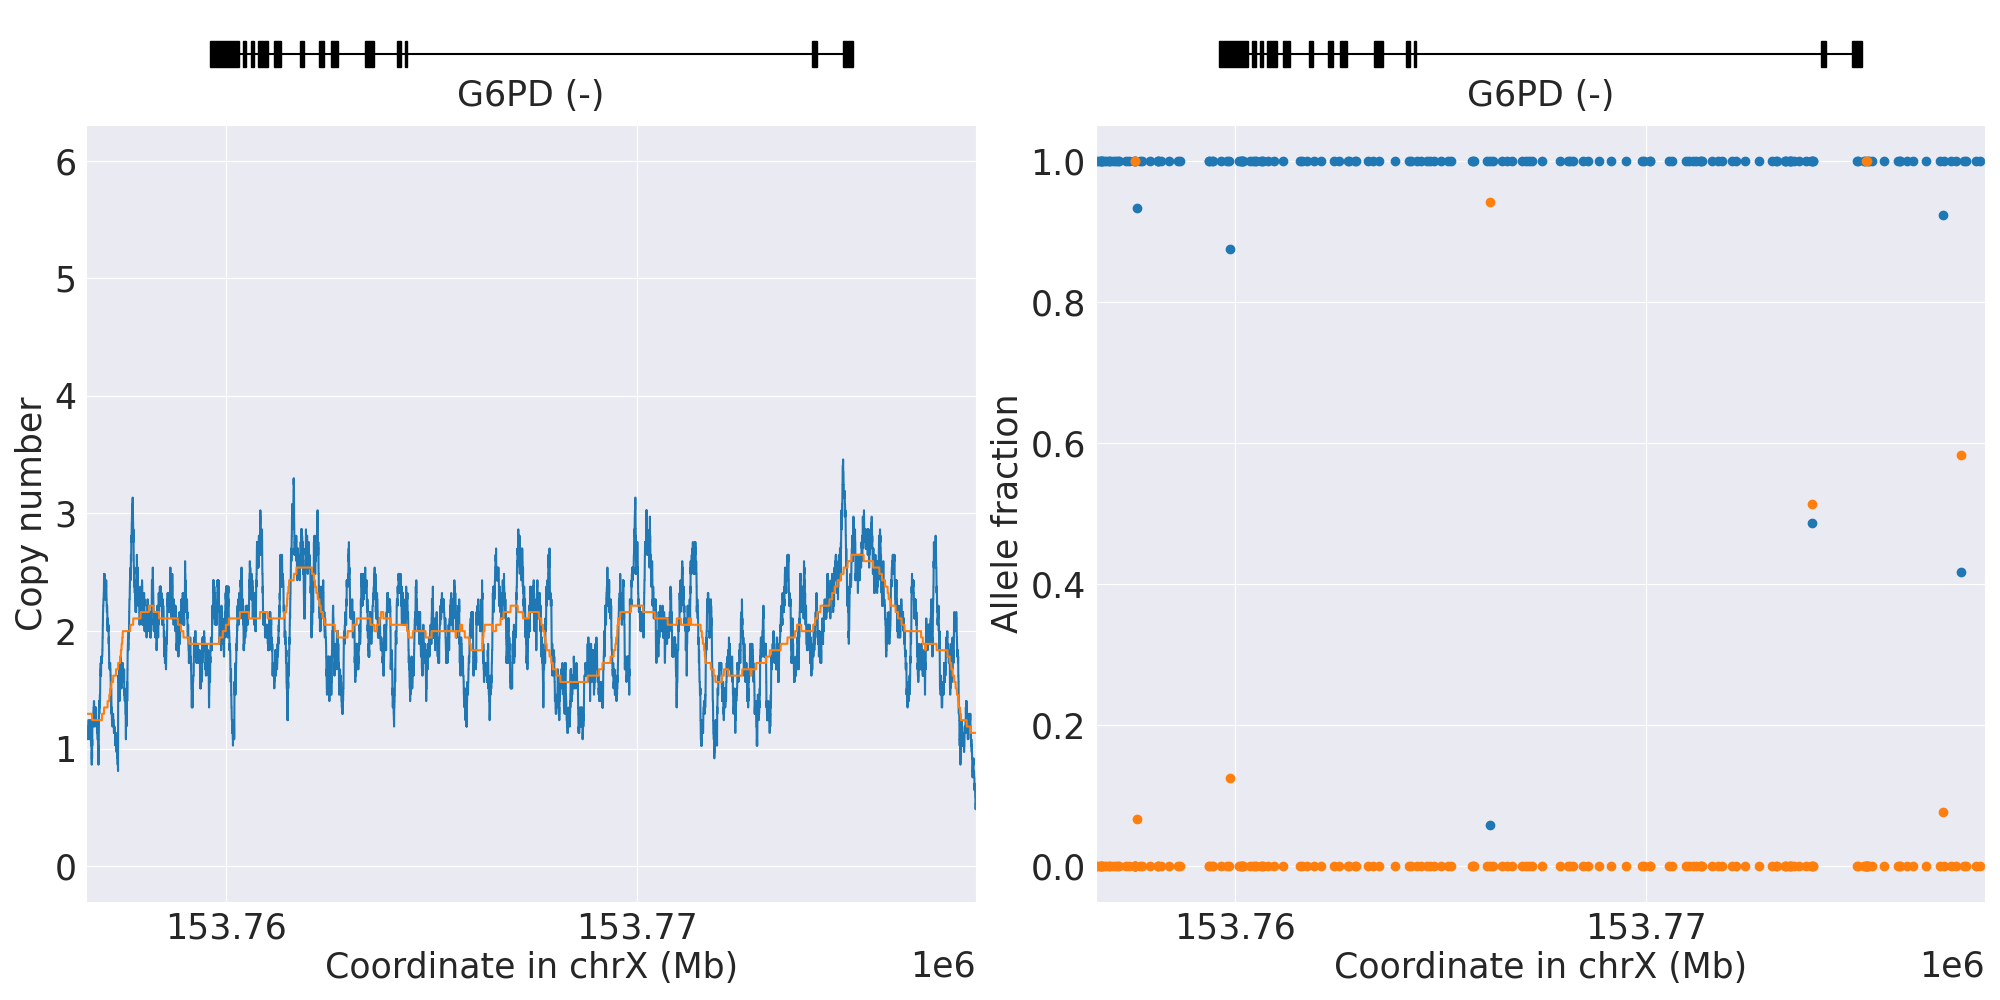 G6PD (-)
6
5
4
3
2
1
0
Copy number
153.76
153.77
Coordinate in chrX (Mb)
1e6
G6PD (-)
1.0
0.8
0.6
0.4
0.2
0.0
Allele fraction
153.76
153.77
Coordinate in chrX (Mb)
1e6